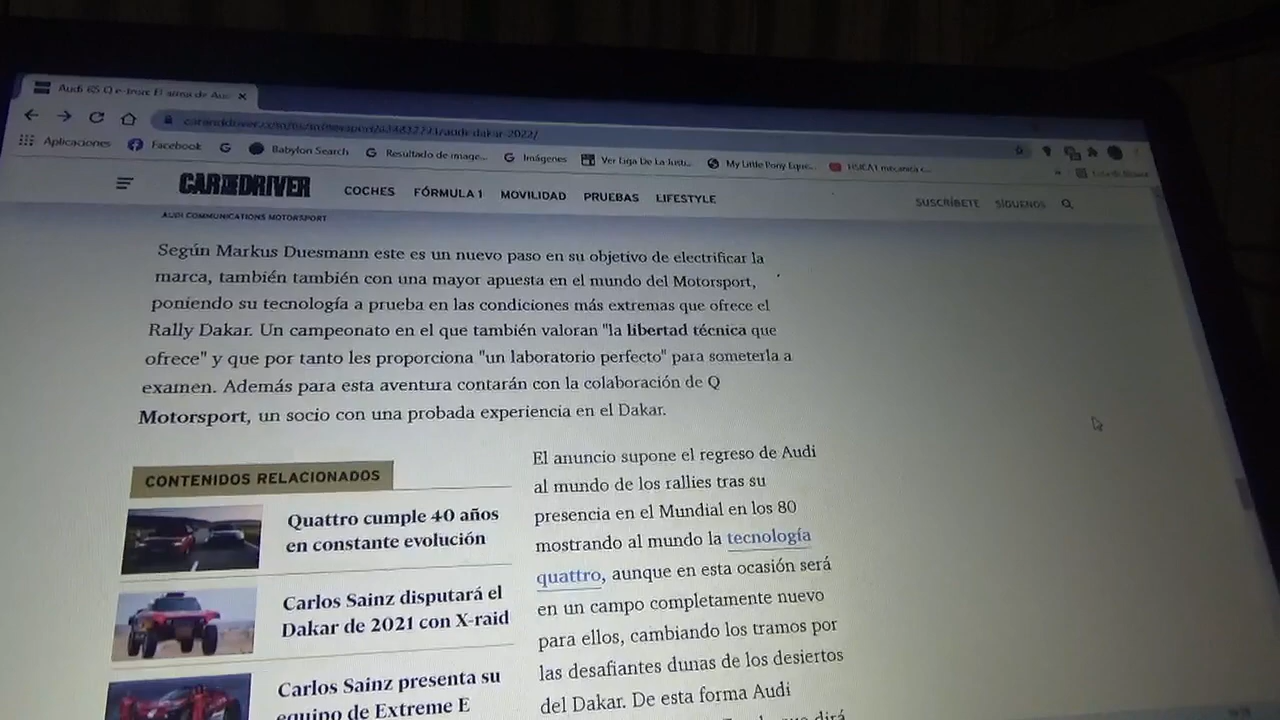 Aplicaciones
Facebook
Babylon Search
Resultado de image...
Imágenes
Ver Liga De La Justi...
My Little Pony Eque...
CAR AND DRIVER
COCHES
FÓRMULA 1
MOVILIDAD
PRUEBAS
LIFESTYLE
SUSCRÍBETE
SÍGUENOS
AUDI COMMUNICATIONS MOTORSPORT
Según Markus Duesmann este es un nuevo paso en su objetivo de electrificar la
marca, también también con una mayor apuesta en el mundo del Motorsport,
poniendo su tecnología a prueba en las condiciones más extremas que ofrece el
Rally Dakar. Un campeonato en el que también valoran "la libertad técnica que
ofrece" y que por tanto les proporciona "un laboratorio perfecto" para someterla a
examen. Además para esta aventura contarán con la colaboración de Q
Motorsport, un socio con una probada experiencia en el Dakar.
CONTENIDOS RELACIONADOS
Quattro cumple 40 años
en constante evolución
Carlos Sainz disputará el
Dakar de 2021 con X-raid
Carlos Sainz presenta su
equipo de Extreme E
El anuncio supone el regreso de Audi
al mundo de los rallies tras su
presencia en el Mundial en los 80
mostrando al mundo la tecnología
quattro, aunque en esta ocasión será
en un campo completamente nuevo
para ellos, cambiando los tramos por
las desafiantes dunas de los desiertos
del Dakar. De esta forma Audi